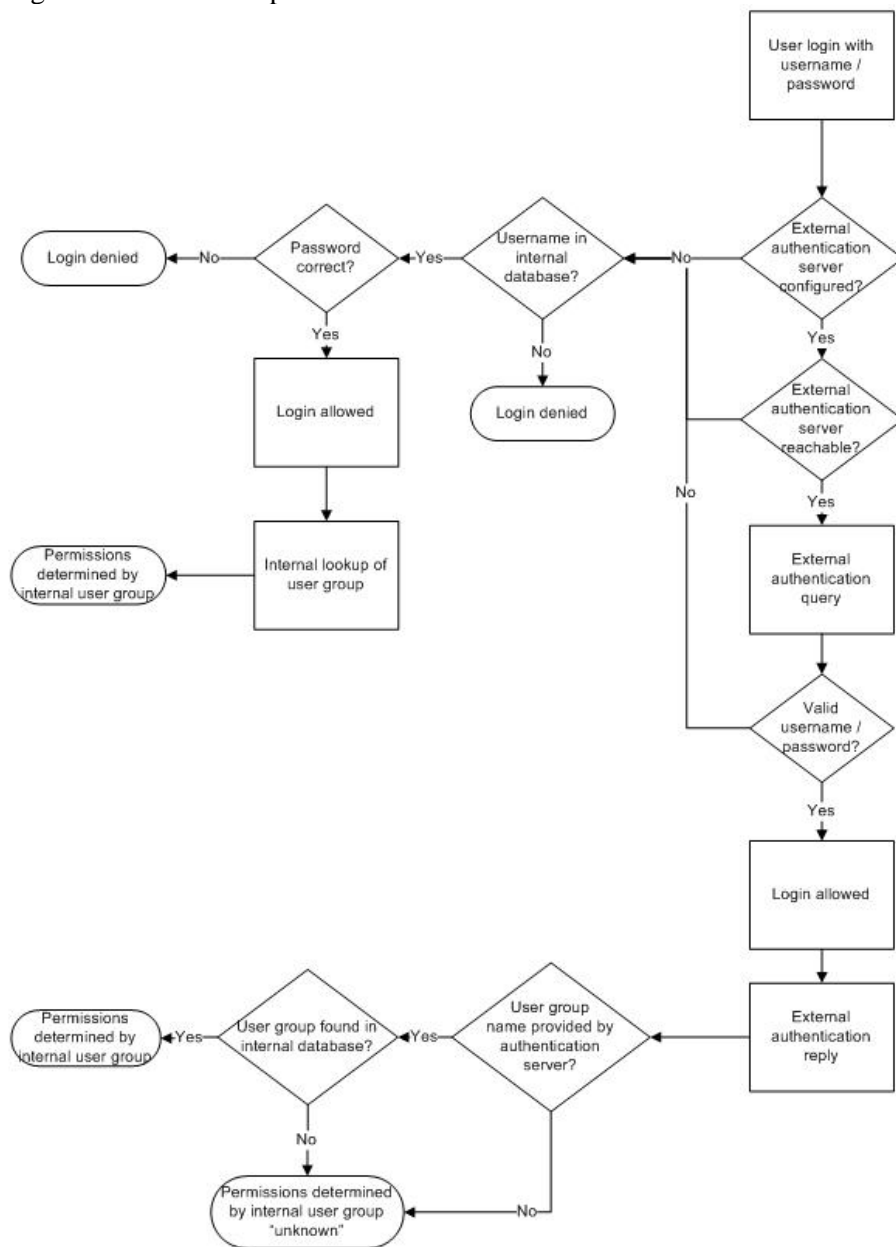 User login with
username /
password
External
authentication
server
configured?
No
Username in
internal
database?
Yes
Password
correct?
No
Login denied
Yes
No
Yes
Login allowed
Login denied
External
authentication
server
reachable?
No
Yes
Internal lookup of
user group
Permissions
determined by
internal user group
External
authentication
query
Valid
username /
password?
Yes
Login allowed
External
authentication
reply
User group
name provided by
authentication
server?
Yes
User group found in
internal database?
Yes
Permissions
determined by
internal user group
No
No
Permissions determined
by internal user group
“unknown”